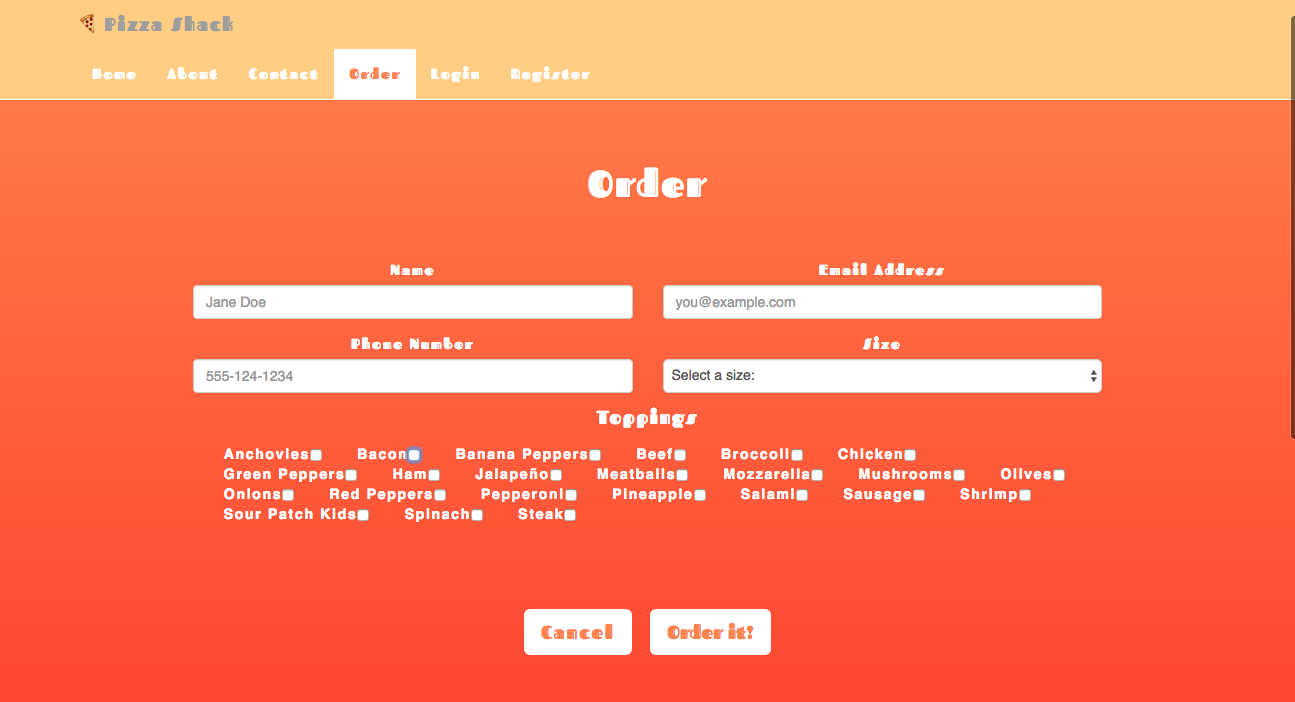 Pizza Shack
Home About Contact Order Login Register
Order
Name Email Address
Jane Doe you@example.com
Phone Number Size
555-124-1234 Select a size:
Toppings
Anchovies Bacon Banana Peppers Beef Broccoli Chicken
Green Peppers Ham Jalapeño Meatballs Mozzarella Mushrooms Olives
Onions Red Peppers Pepperoni Pineapple Salami Sausage Shrimp
Sour Patch Kids Spinach Steak
Cancel Order it!